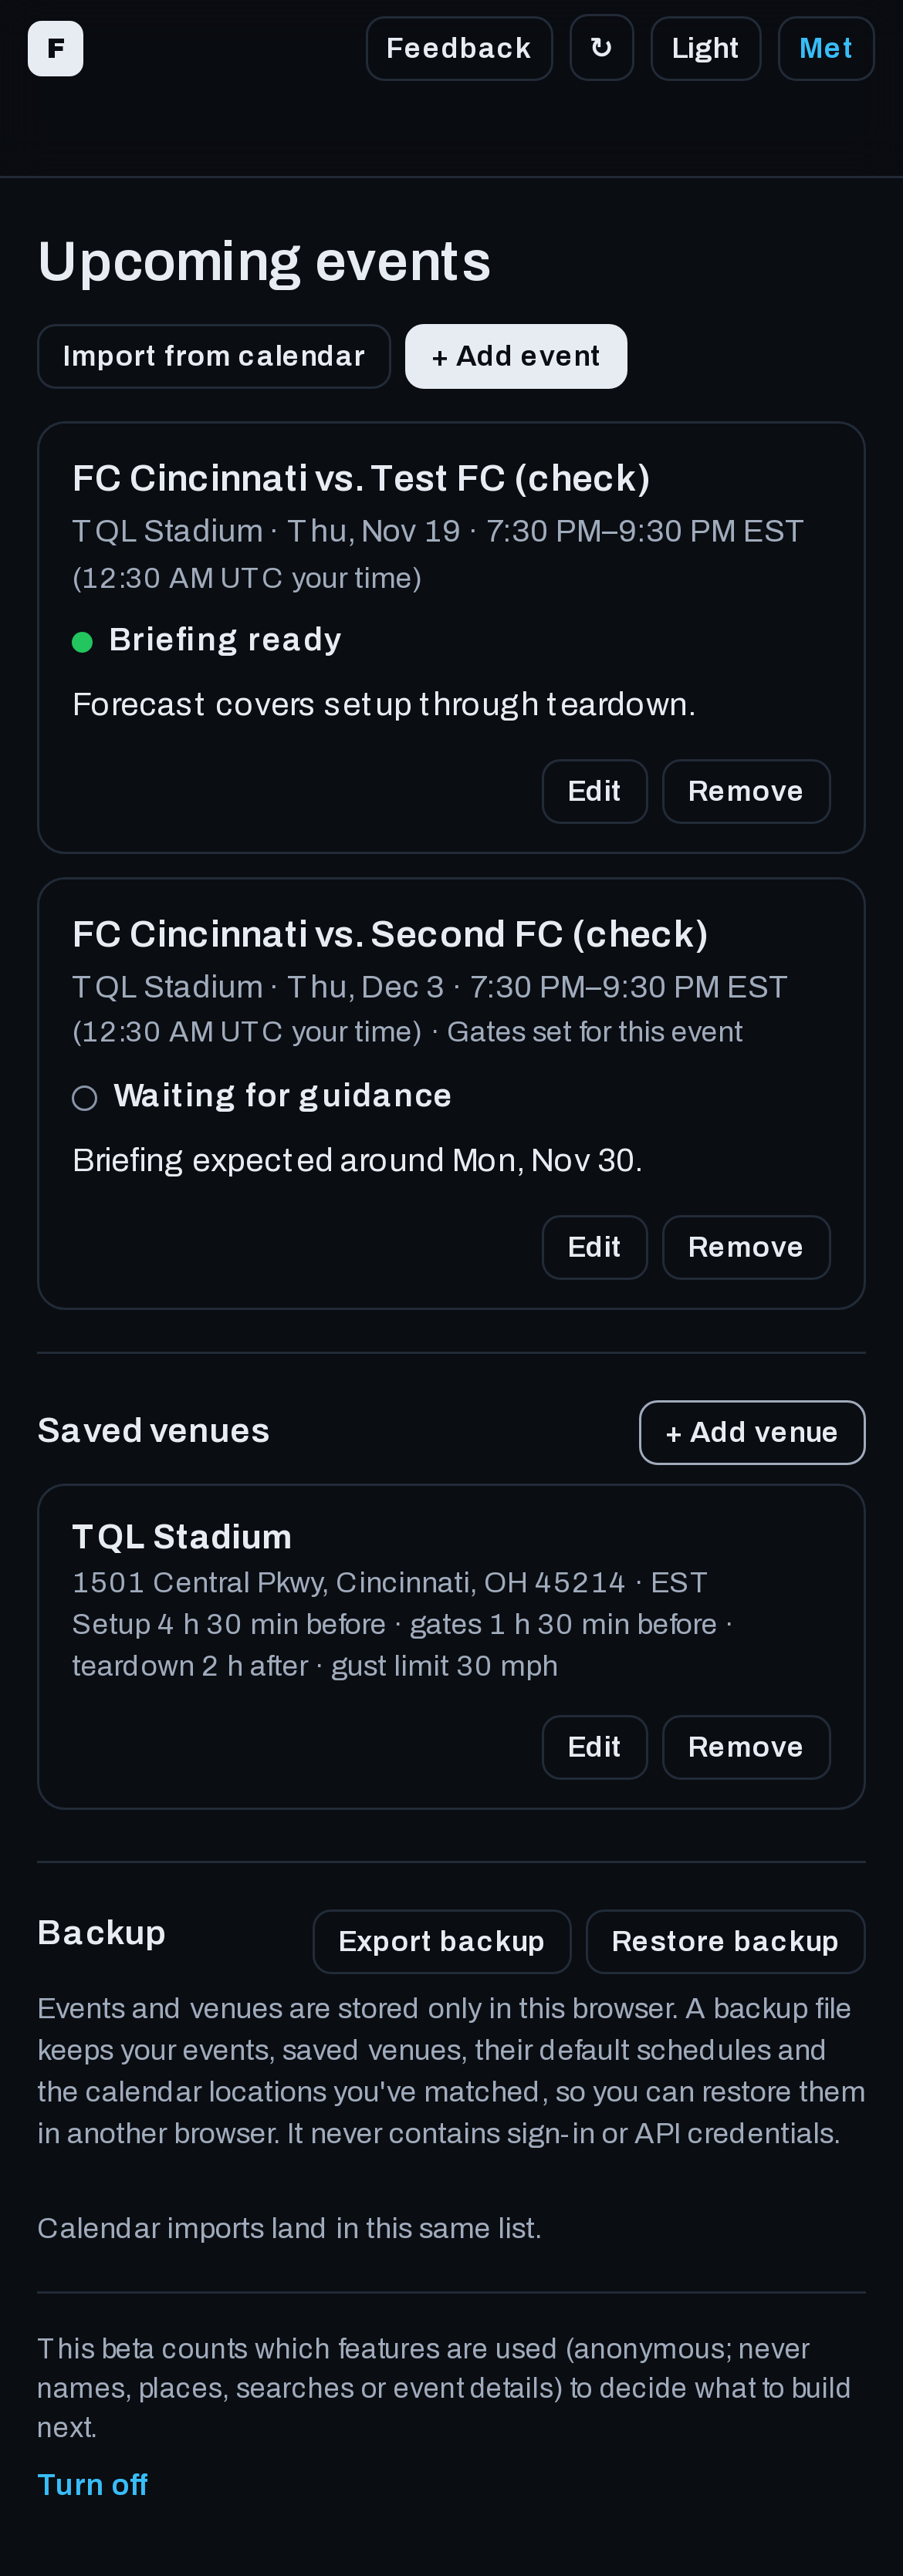 F
Feedback
↻
Light
Met
Upcoming events
Import from calendar
+ Add event
FC Cincinnati vs. Test FC (check)
TQL Stadium · Thu, Nov 19 · 7:30 PM–9:30 PM EST
(12:30 AM UTC your time)
Briefing ready
Forecast covers setup through teardown.
Edit
Remove
FC Cincinnati vs. Second FC (check)
TQL Stadium · Thu, Dec 3 · 7:30 PM–9:30 PM EST
(12:30 AM UTC your time) · Gates set for this event
Waiting for guidance
Briefing expected around Mon, Nov 30.
Edit
Remove
Saved venues
+ Add venue
TQL Stadium
1501 Central Pkwy, Cincinnati, OH 45214 · EST
Setup 4 h 30 min before · gates 1 h 30 min before ·
teardown 2 h after · gust limit 30 mph
Edit
Remove
Backup
Export backup
Restore backup
Events and venues are stored only in this browser. A backup file
keeps your events, saved venues, their default schedules and
the calendar locations you've matched, so you can restore them
in another browser. It never contains sign-in or API credentials.
Calendar imports land in this same list.
This beta counts which features are used (anonymous; never
names, places, searches or event details) to decide what to build
next.
Turn off